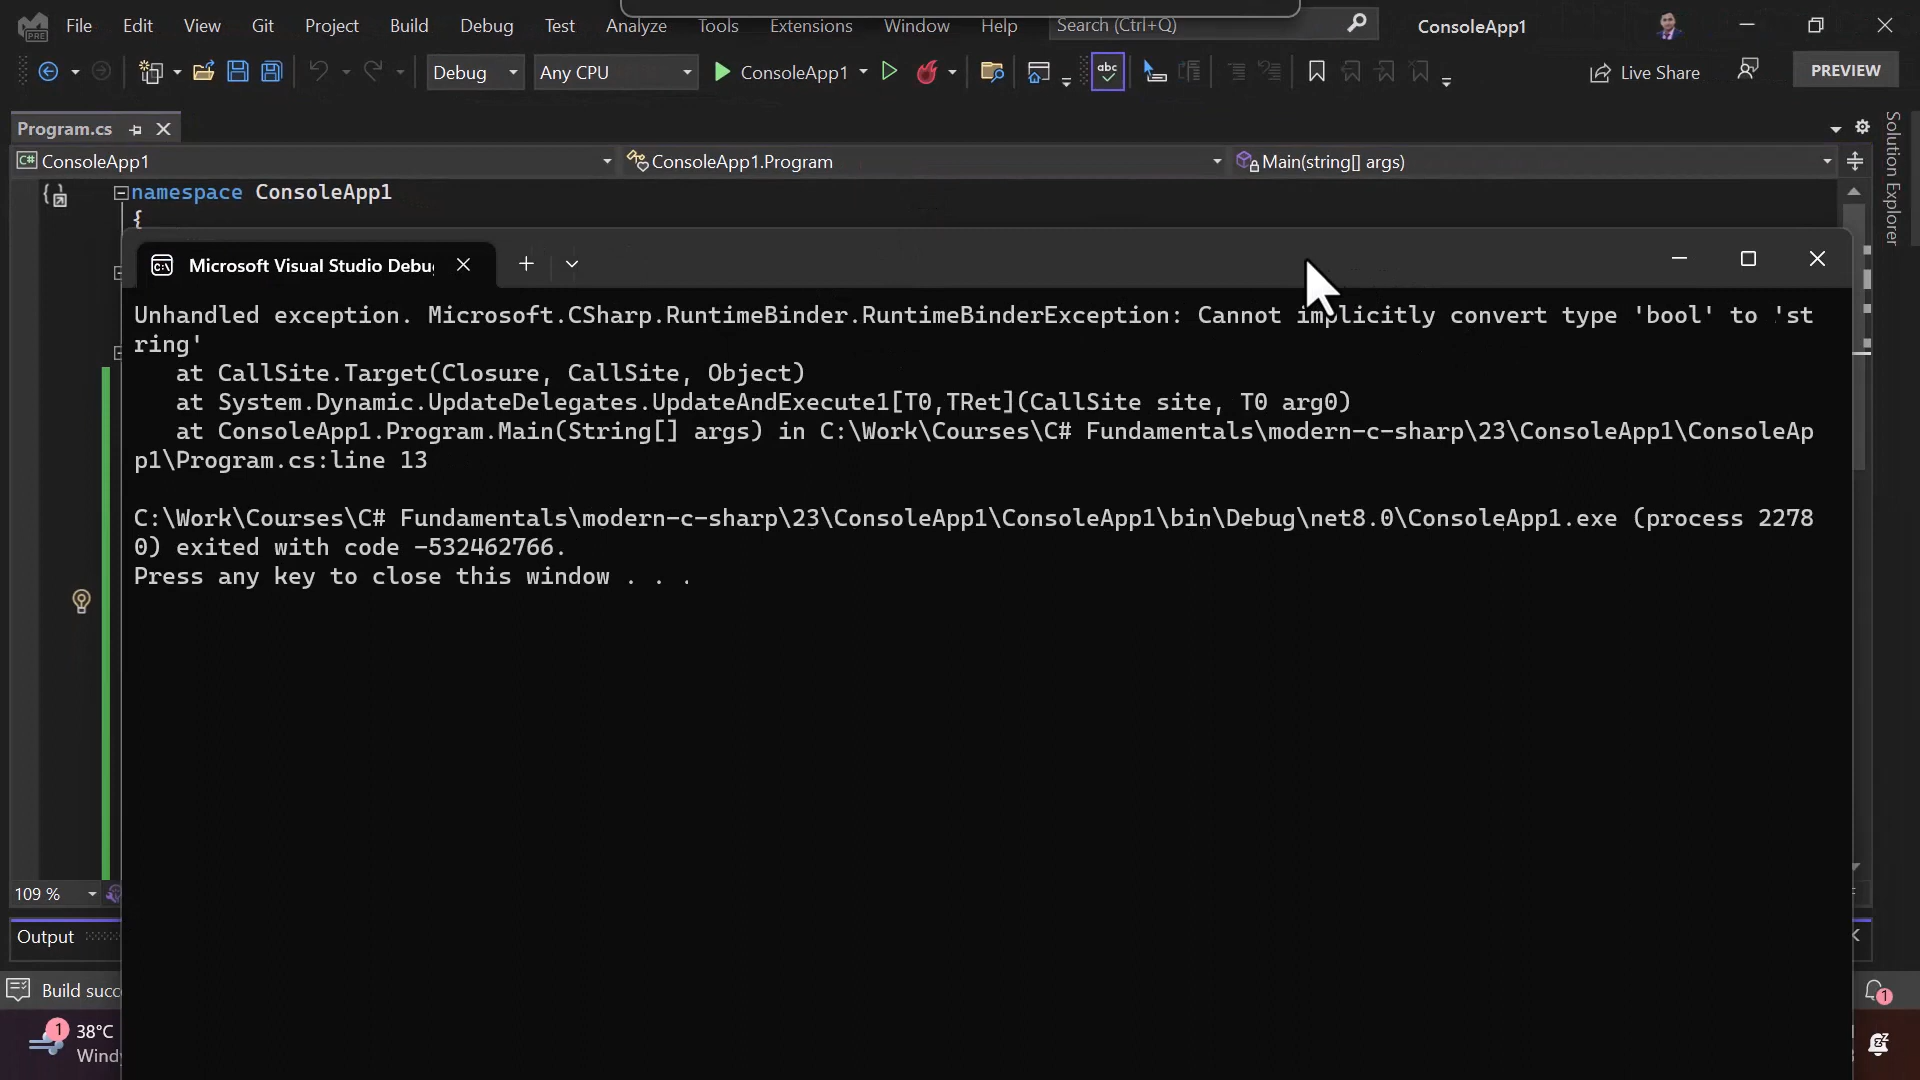 File Edit View Git Project Build Debug Test Analyze Tools Extensions Window Help Search (Ctrl+Q) ConsoleApp1
PRE
Debug Any CPU ConsoleApp1 abc Live Share PREVIEW
Program.cs
Solution Explorer
C# ConsoleApp1 ConsoleApp1.Program Main(string[] args)
namespace ConsoleApp1
{
Microsoft Visual Studio Debu
Unhandled exception. Microsoft.CSharp.RuntimeBinder.RuntimeBinderException: Cannot implicitly convert type 'bool' to 'st
ring'
at CallSite.Target(Closure, CallSite, Object)
at System.Dynamic.UpdateDelegates.UpdateAndExecute1[T0,TRet](CallSite site, T0 arg0)
at ConsoleApp1.Program.Main(String[] args) in C:\Work\Courses\C# Fundamentals\modern-c-sharp\23\ConsoleApp1\ConsoleAp
p1\Program.cs:line 13
C:\Work\Courses\C# Fundamentals\modern-c-sharp\23\ConsoleApp1\ConsoleApp1\bin\Debug\net8.0\ConsoleApp1.exe (process 2278
0) exited with code -532462766.
Press any key to close this window . . .
109 %
Output
Build succ
1
1 38°C
Windy